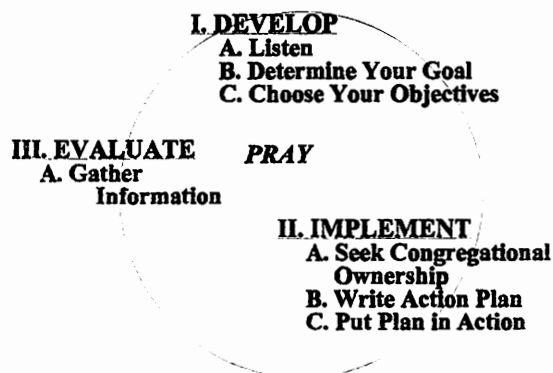 I. DEVELOP
A. Listen
B. Determine Your Goal
C. Choose Your Objectives
III. EVALUATE
A. Gather
Information
PRAY
II. IMPLEMENT
A. Seek Congregational
Ownership
B. Write Action Plan
C. Put Plan in Action